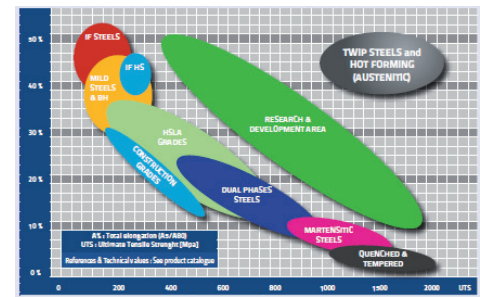 50 %
40 %
30 %
20 %
10 %
0 %
IF STEELS
IF HS
MILD
STEELS
& BH
TWIP STEELS and
HOT FORMING
(AUSTENITIC)
RESEARCH &
DEVELOPMENT AREA
HSLA
GRADES
CONSTRUCTION
GRADES
DUAL PHASES
STEELS
MARTENSITIC
STEELS
QUENCHED &
TEMPERED
A% : Total elongation (A5/A80)
UTS : Ultimate Tensile Strenght [Mpa]
References & Technical values : See product catalogue
0
200
400
600
800
1000
1800
2000
UTS